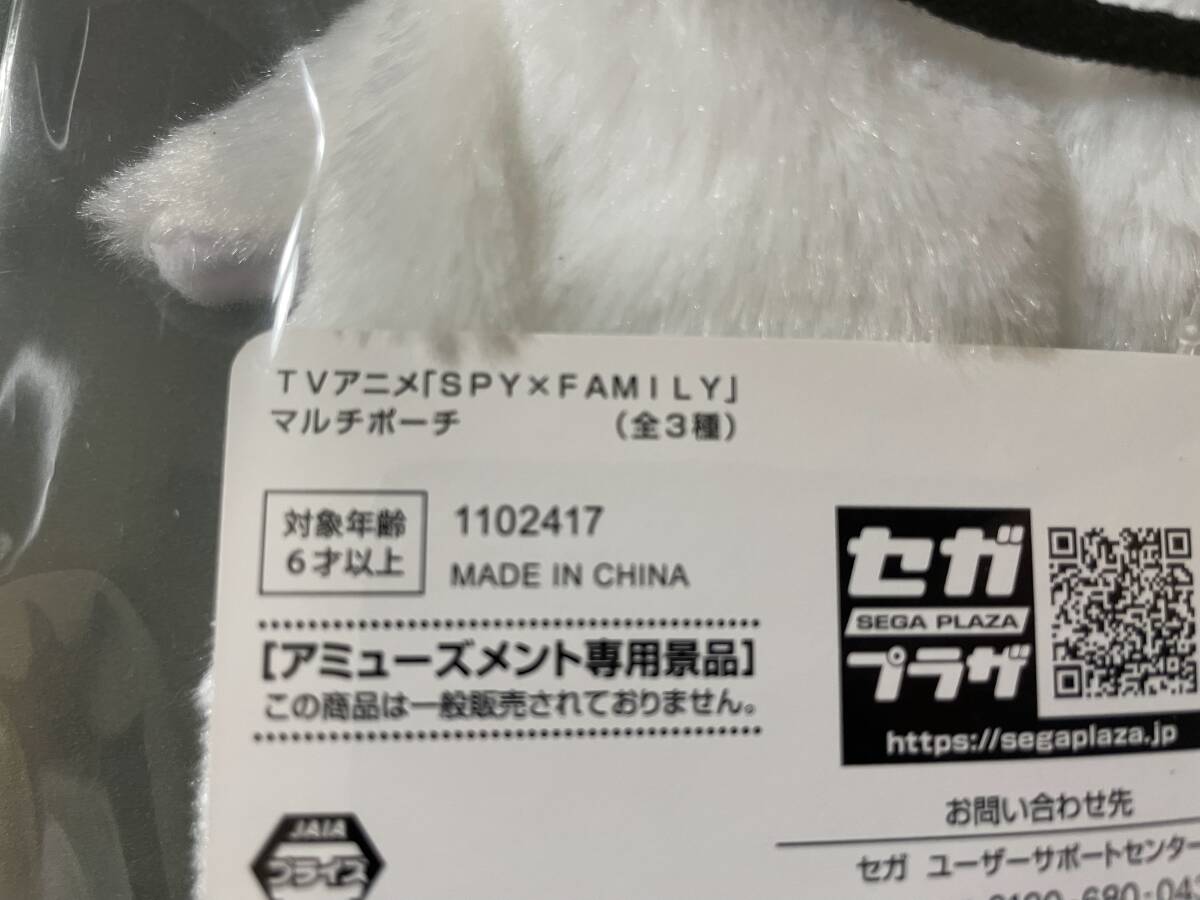 TVアニメ「SPY×FAMILY」
マルチポーチ (全3種)
対象年齢
6才以上
1102417
MADE IN CHINA
[アミューズメント専用景品]
この商品は一般販売されておりません。
セガ
SEGA PLAZA
プラザ
https://segaplaza.jp
JAIA
プライズ
お問い合わせ先
セガ ユーザーサポートセンター